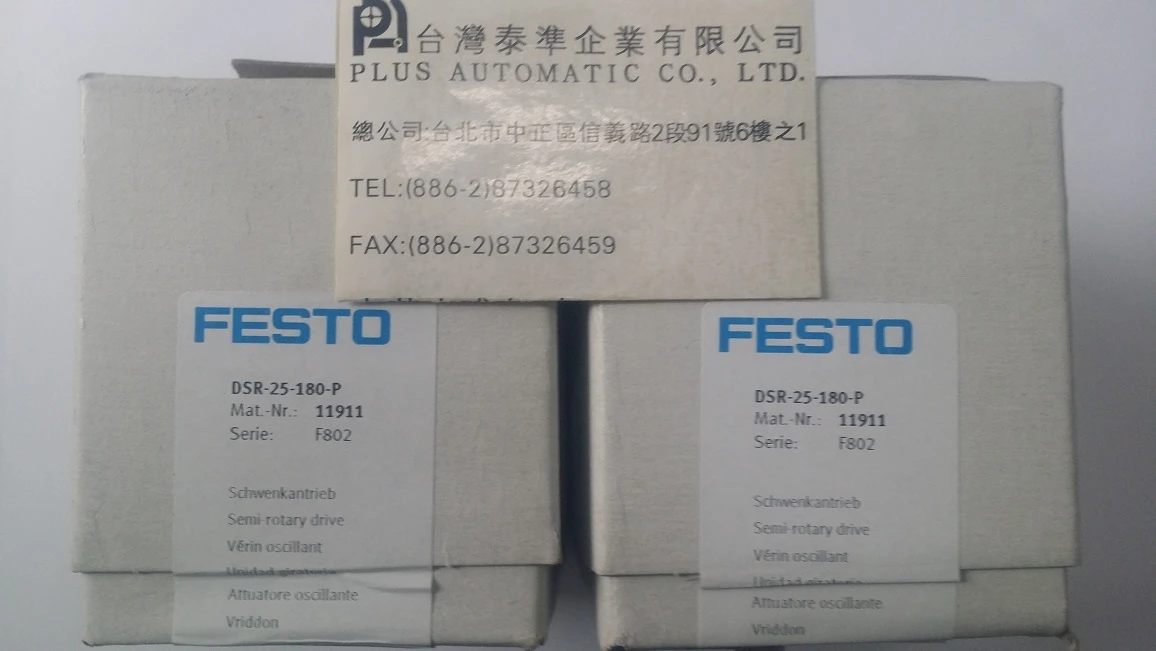 台灣泰準企業有限公司
PLUS AUTOMATIC CO., LTD.
總公司:台北市中正區信義路2段91號6樓之1
TEL:(886-2)87326458
FAX:(886-2)87326459
FESTO
DSR-25-180-P
Mat.-Nr.: 11911
Serie: F802
Schwenkantrieb
Semi-rotary drive
Vérin oscillant
Unidad giratoria
Attuatore oscillante
Vriddon
FESTO
DSR-25-180-P
Mat.-Nr.: 11911
Serie: F802
Schwenkantrieb
Semi-rotary drive
Vérin oscillant
Unidad giratoria
Attuatore oscillante
Vriddon